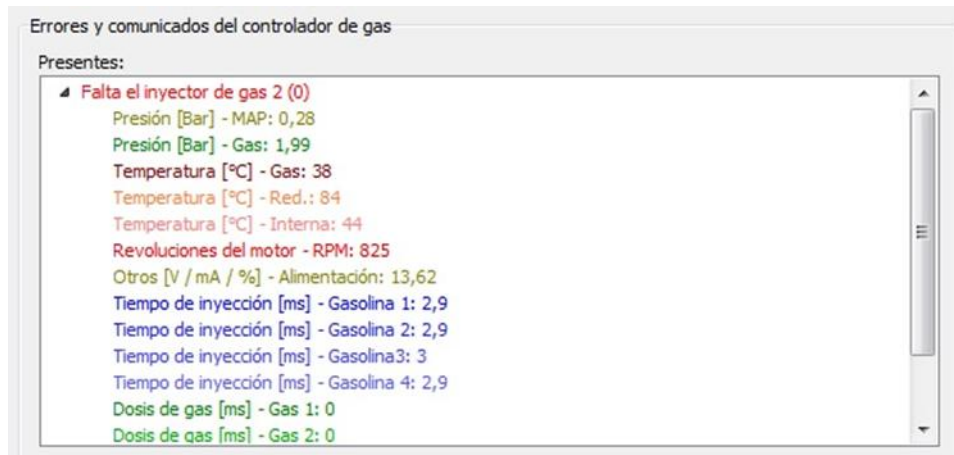 Errores y comunicados del controlador de gas
Presentes:
Falta el inyector de gas 2 (0)
Presión [Bar] - MAP: 0,28
Presión [Bar] - Gas: 1,99
Temperatura [°C] - Gas: 38
Temperatura [°C] - Red.: 84
Temperatura [°C] - Interna: 44
Revoluciones del motor - RPM: 825
Otros [V / mA / %] - Alimentación: 13,62
Tiempo de inyección [ms] - Gasolina 1: 2,9
Tiempo de inyección [ms] - Gasolina 2: 2,9
Tiempo de inyección [ms] - Gasolina3: 3
Tiempo de inyección [ms] - Gasolina 4: 2,9
Dosis de gas [ms] - Gas 1: 0
Dosis de gas [ms] - Gas 2: 0